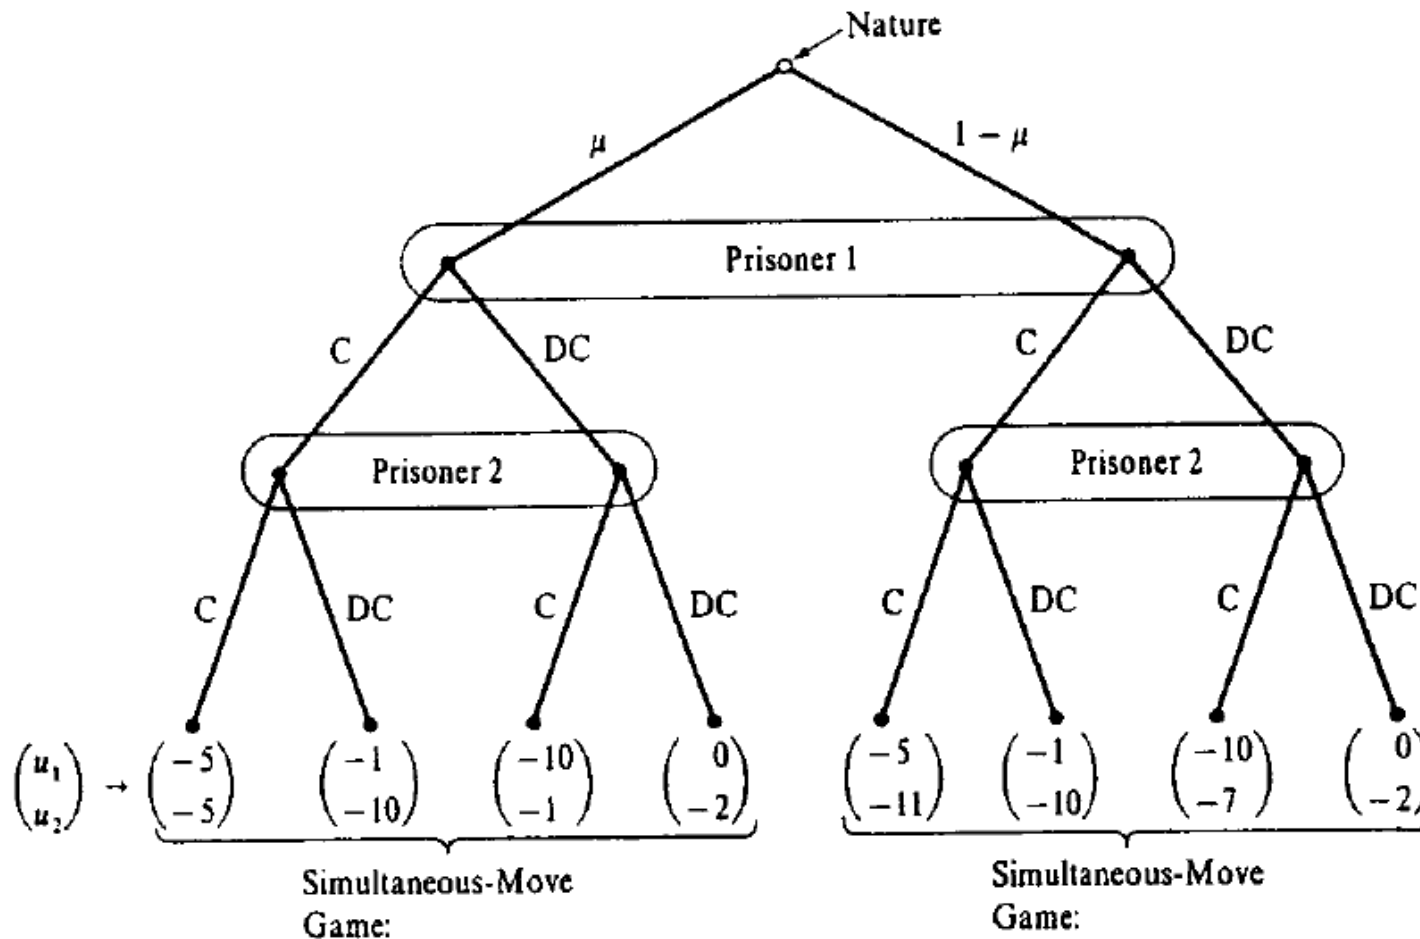 Nature
μ
1 − μ
Prisoner 1
C
DC
C
DC
Prisoner 2
Prisoner 2
C
DC
C
DC
C
DC
C
DC
u₁ −5 −1 −10 0 −5 −1 −10 0
u₂ → −5 −10 −1 −2 −11 −10 −7 −2
Simultaneous-Move
Game:
Simultaneous-Move
Game: